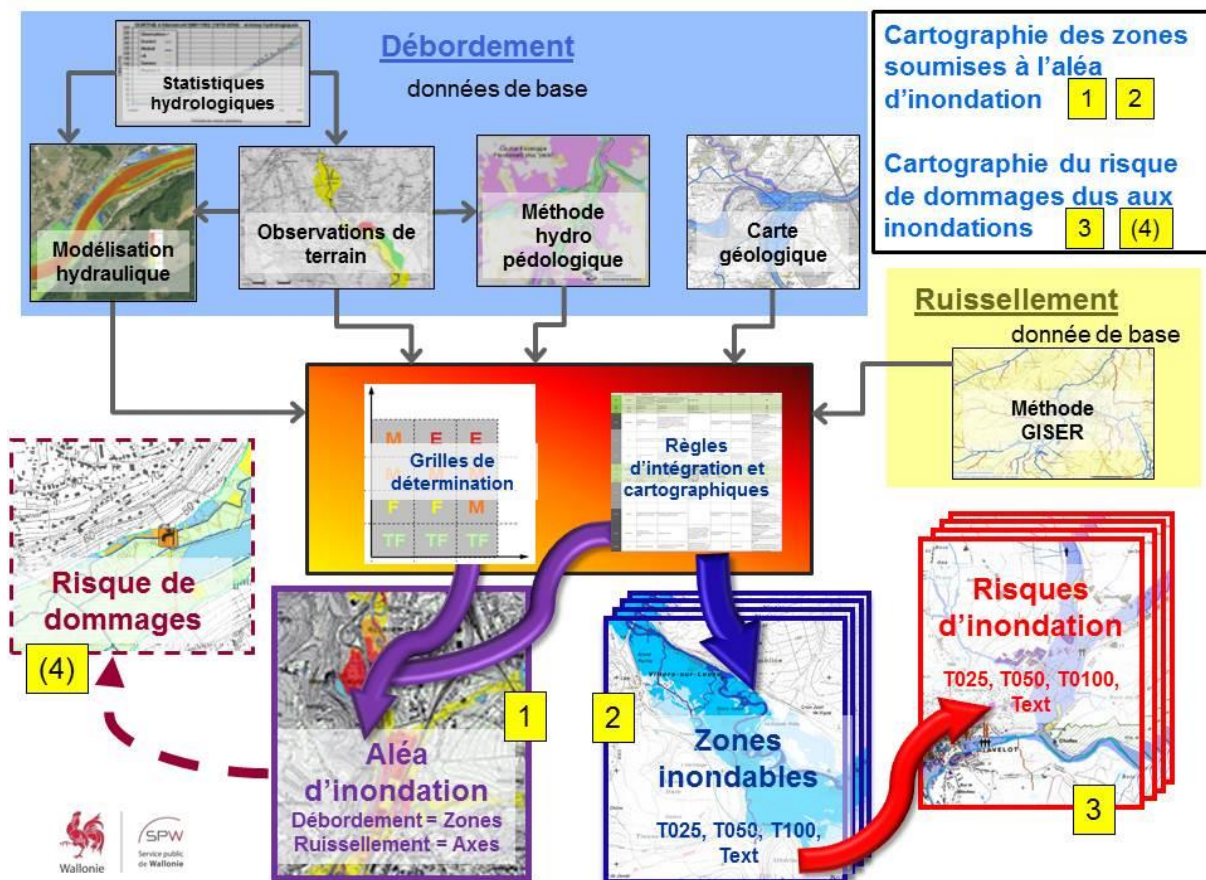 Débordement
données de base
Statistiques
hydrologiques
Modélisation
hydraulique
Observations de
terrain
Méthode
hydro
pédologique
Carte
géologique
Cartographie des zones
soumises à l’aléa
d’inondation 1 2
Cartographie du risque
de dommages dus aux
inondations 3 (4)
Ruissellement
donnée de base
Méthode
GISER
M E E
Grilles de
détermination
F F M
TF TF TF
Règles
d’intégration et
cartographiques
Risque de
dommages
(4)
1
Aléa
d’inondation
Débordement = Zones
Ruissellement = Axes
2
Zones
inondables
T025, T050, T100,
Text
Risques
d’inondation
T025, T050, T0100,
Text
3
Wallonie
SPW
Service public
de Wallonie